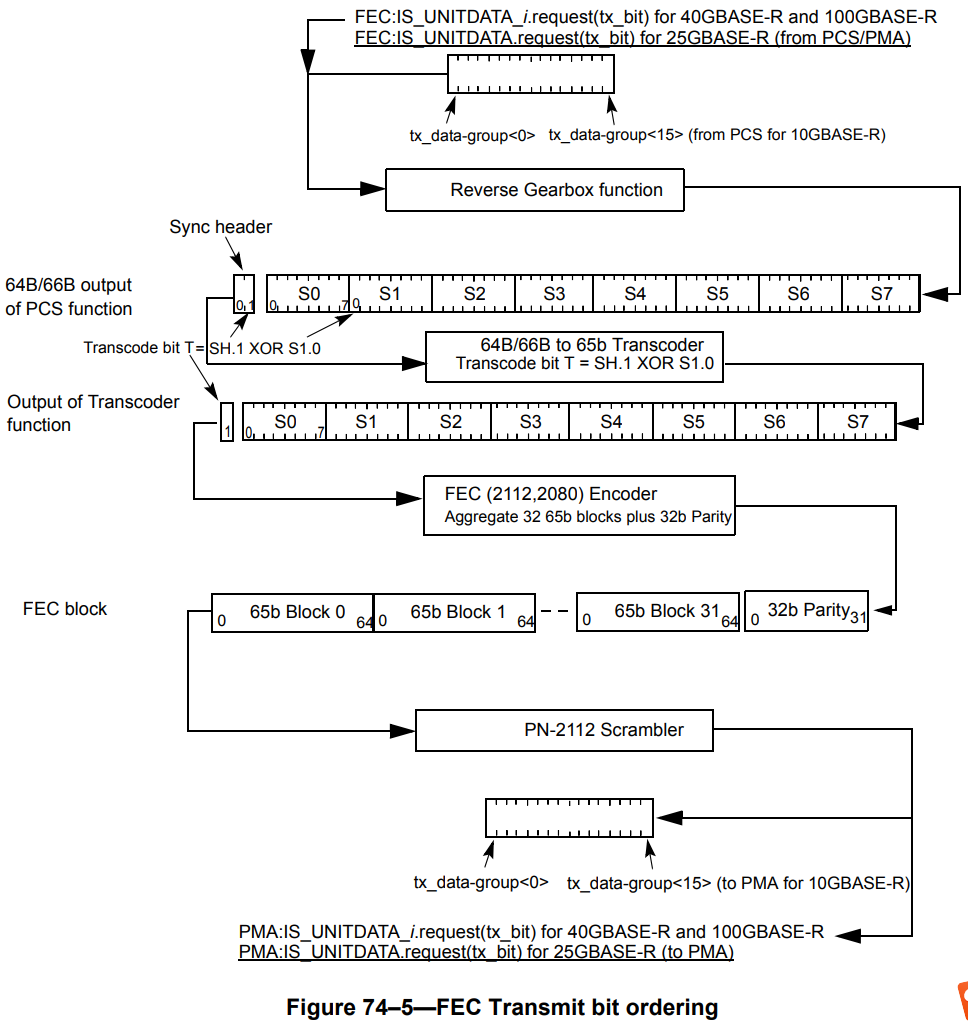 FEC:IS_UNITDATA_i.request(tx_bit) for 40GBASE-R and 100GBASE-R
FEC:IS_UNITDATA.request(tx_bit) for 25GBASE-R (from PCS/PMA)
tx_data-group<0> tx_data-group<15> (from PCS for 10GBASE-R)
Reverse Gearbox function
Sync header
64B/66B output
of PCS function
0 1 0 S0 7 0 S1 S2 S3 S4 S5 S6 S7
Transcode bit T= SH.1 XOR S1.0
64B/66B to 65b Transcoder
Transcode bit T = SH.1 XOR S1.0
Output of Transcoder
function
1 0 S0 7 S1 S2 S3 S4 S5 S6 S7
FEC (2112,2080) Encoder
Aggregate 32 65b blocks plus 32b Parity
FEC block
0 65b Block 0 64 0 65b Block 1 64 0 65b Block 31 64 0 32b Parity 31
PN-2112 Scrambler
tx_data-group<0> tx_data-group<15> (to PMA for 10GBASE-R)
PMA:IS_UNITDATA_i.request(tx_bit) for 40GBASE-R and 100GBASE-R
PMA:IS_UNITDATA.request(tx_bit) for 25GBASE-R (to PMA)
Figure 74–5—FEC Transmit bit ordering